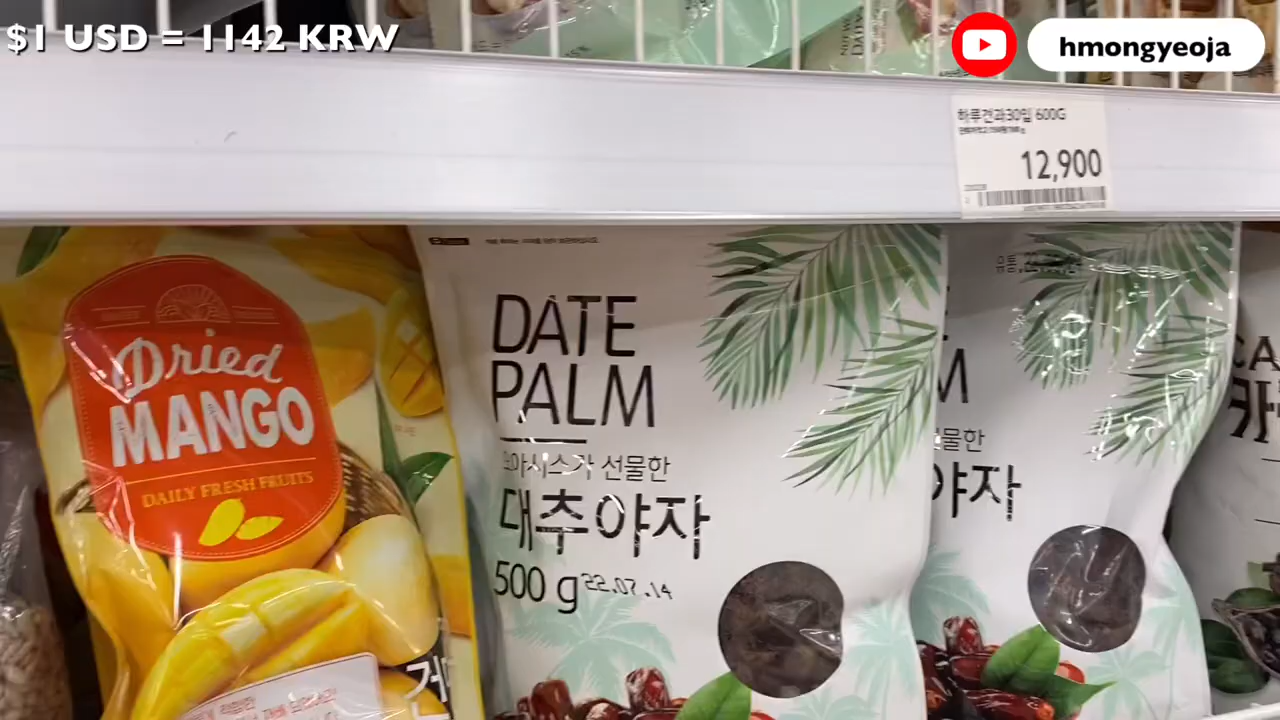 $1 USD = 1142 KRW
hmongyeoja
하루견과30입 600G
12,900
Dried
MANGO
DAILY FRESH FRUITS
DATE
PALM
오아시스가 선물한
대추야자
500 g
22.07.14
M
물한
야자
CA
카